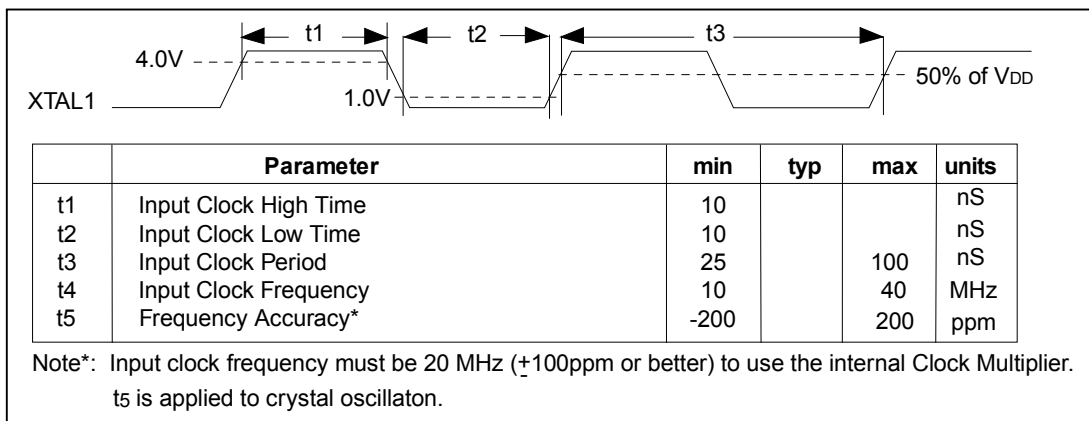 t1 t2 t3
4.0V
50% of VDD
XTAL1 1.0V
Parameter min typ max units
t1 Input Clock High Time 10 nS
t2 Input Clock Low Time 10 nS
t3 Input Clock Period 25 100 nS
t4 Input Clock Frequency 10 40 MHz
t5 Frequency Accuracy* -200 200 ppm
Note*: Input clock frequency must be 20 MHz (±100ppm or better) to use the internal Clock Multiplier.
t5 is applied to crystal oscillaton.